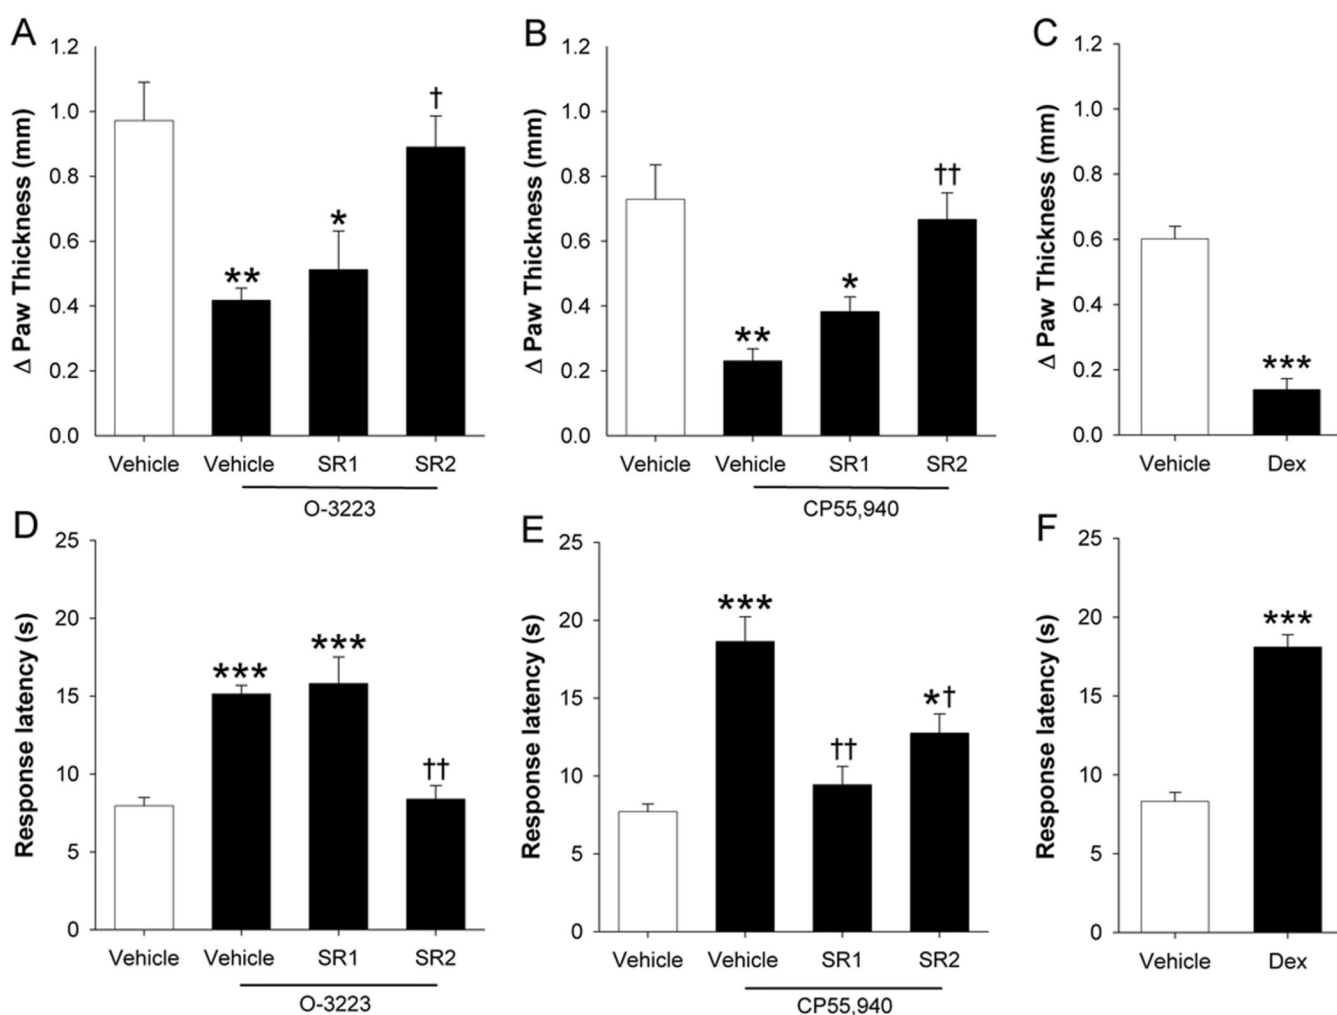 A
Δ Paw Thickness (mm)
1.2
1.0
0.8
0.6
0.4
0.2
0.0
**
*
†
Vehicle Vehicle SR1 SR2
O-3223
B
Δ Paw Thickness (mm)
1.2
1.0
0.8
0.6
0.4
0.2
0.0
**
*
††
Vehicle Vehicle SR1 SR2
CP55,940
C
Δ Paw Thickness (mm)
1.2
1.0
0.8
0.6
0.4
0.2
0.0
***
Vehicle Dex
D
Response latency (s)
25
20
15
10
5
0
***
***
††
Vehicle Vehicle SR1 SR2
O-3223
E
Response latency (s)
25
20
15
10
5
0
***
††
*†
Vehicle Vehicle SR1 SR2
CP55,940
F
Response latency (s)
25
20
15
10
5
0
***
Vehicle Dex